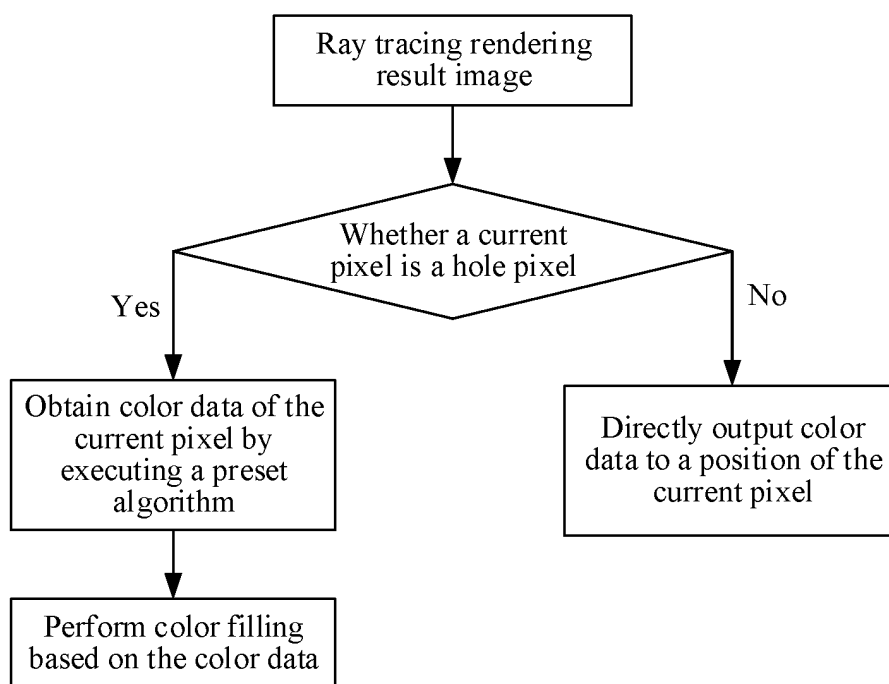 Ray tracing rendering
result image
Whether a current
pixel is a hole pixel
Yes
No
Obtain color data of the
current pixel by
executing a preset
algorithm
Directly output color
data to a position of the
current pixel
Perform color filling
based on the color data